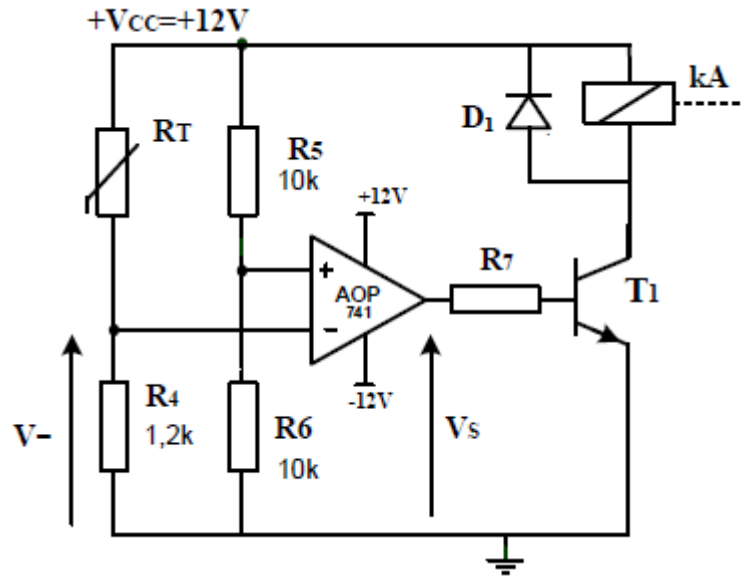 +VCC=+12V
kA
D1
RT
R5
10k
+12V
R7
T1
+
AOP
741
-
-12V
R4
1,2k
R6
10k
V-
VS